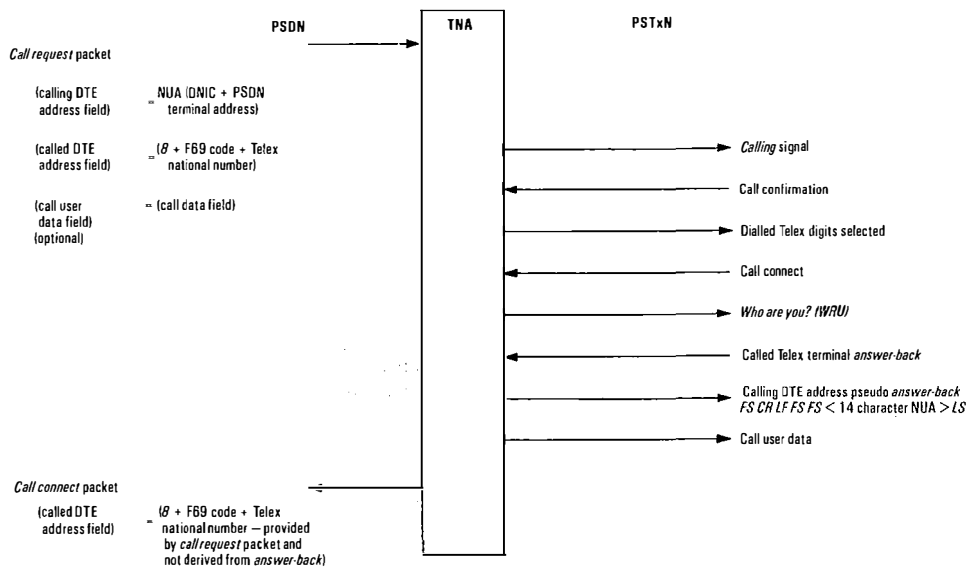 PSDN
TNA
PSTxN
Call request packet
(calling DTE address field) = NUA (DNIC + PSDN terminal address)
(called DTE address field) = (8 + F69 code + Telex national number)
(call user data field) (optional) = (call data field)
Calling signal
Call confirmation
Dialled Telex digits selected
Call connect
Who are you? (WRU)
Called Telex terminal answer-back
Calling DTE address pseudo answer-back
FS CR LF FS FS < 14 character NUA > LS
Call user data
Call connect packet
(called DTE address field) = (8 + F69 code + Telex national number — provided by call request packet and not derived from answer-back)